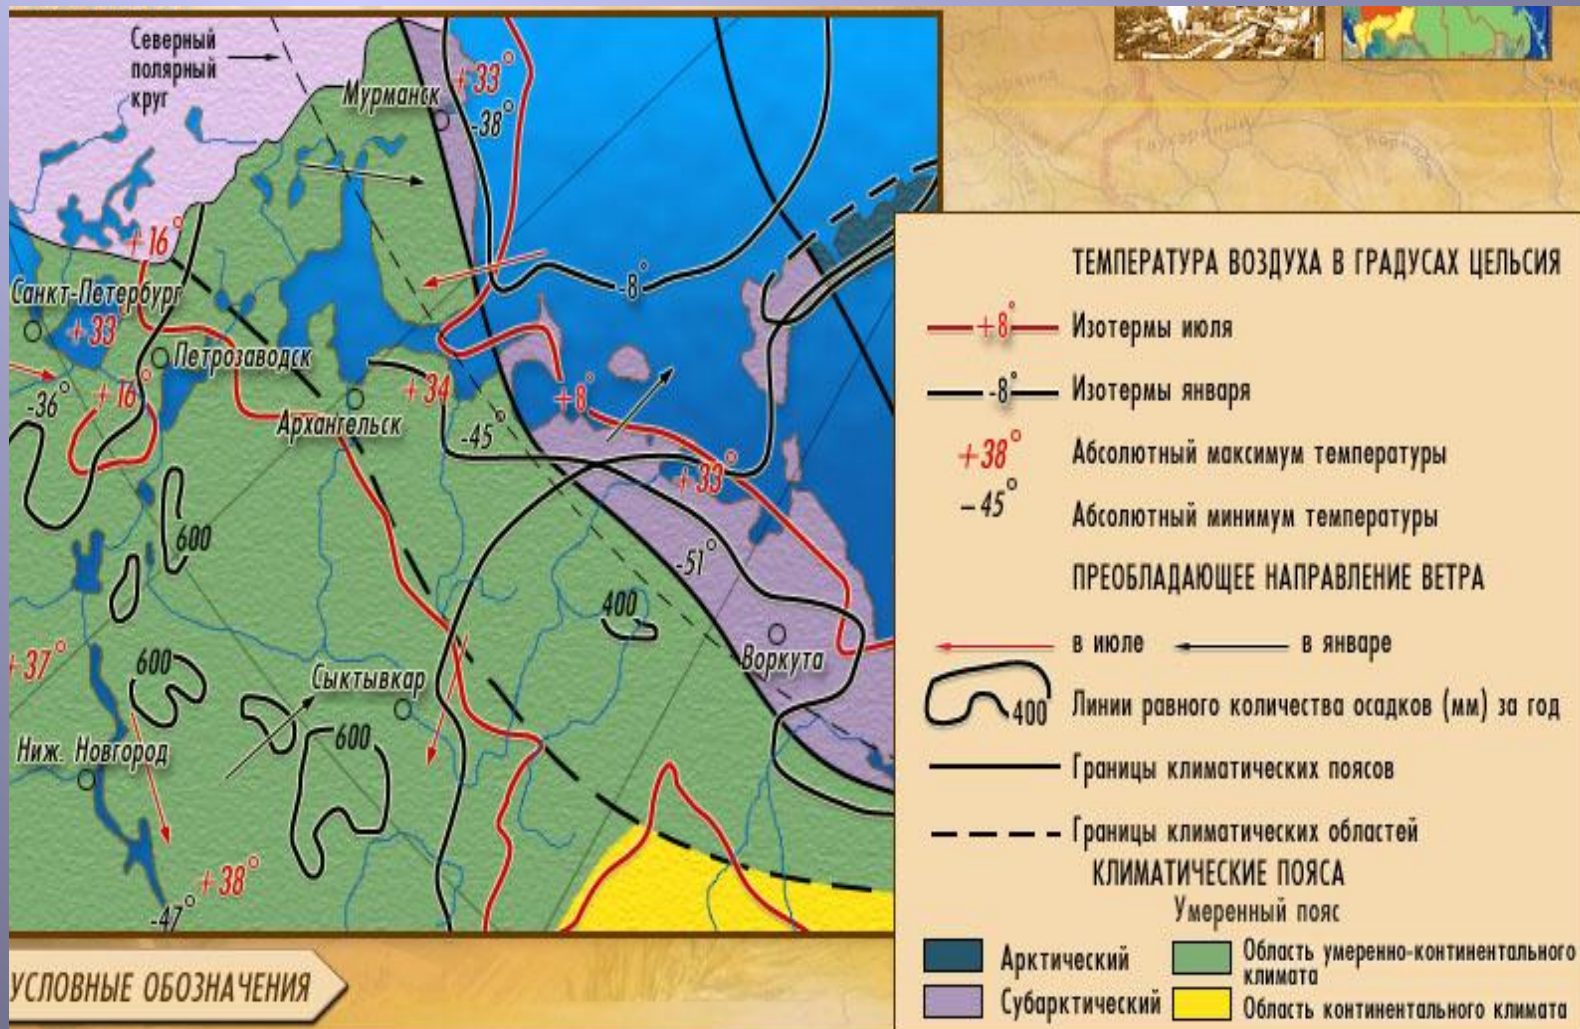 Северный
полярный
круг
Мурманск
+33°
-38°
+16°
Санкт-Петербург
+33
Петрозаводск
+16°
-36°
+34
Архангельск
-45°
-8°
+8°
+33°
600
-51°
400
+37°
600
Воркута
Сыктывкар
600
Ниж. Новгород
+38°
-47°
УСЛОВНЫЕ ОБОЗНАЧЕНИЯ
ТЕМПЕРАТУРА ВОЗДУХА В ГРАДУСАХ ЦЕЛЬСИЯ
+8° Изотермы июля
-8° Изотермы января
+38° Абсолютный максимум температуры
-45° Абсолютный минимум температуры
ПРЕОБЛАДАЮЩЕЕ НАПРАВЛЕНИЕ ВЕТРА
в июле в январе
400 Линии равного количества осадков (мм) за год
Границы климатических поясов
Границы климатических областей
КЛИМАТИЧЕСКИЕ ПОЯСА
Умеренный пояс
Арктический
Субарктический
Область умеренно-континентального
климата
Область континентального климата